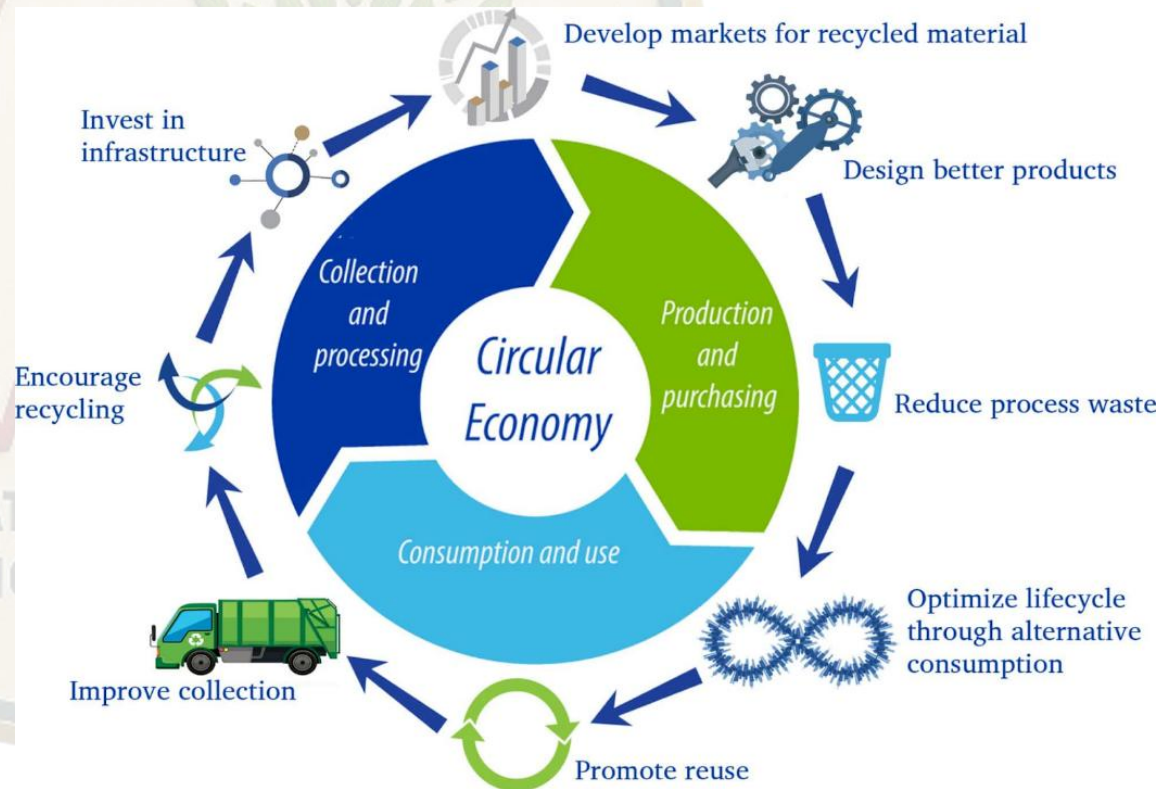 Develop markets for recycled material
Invest in
infrastructure
Design better products
Collection
and
processing
Production
and
purchasing
Circular
Economy
Encourage
recycling
Reduce process waste
Consumption and use
Optimize lifecycle
through alternative
consumption
Improve collection
Promote reuse